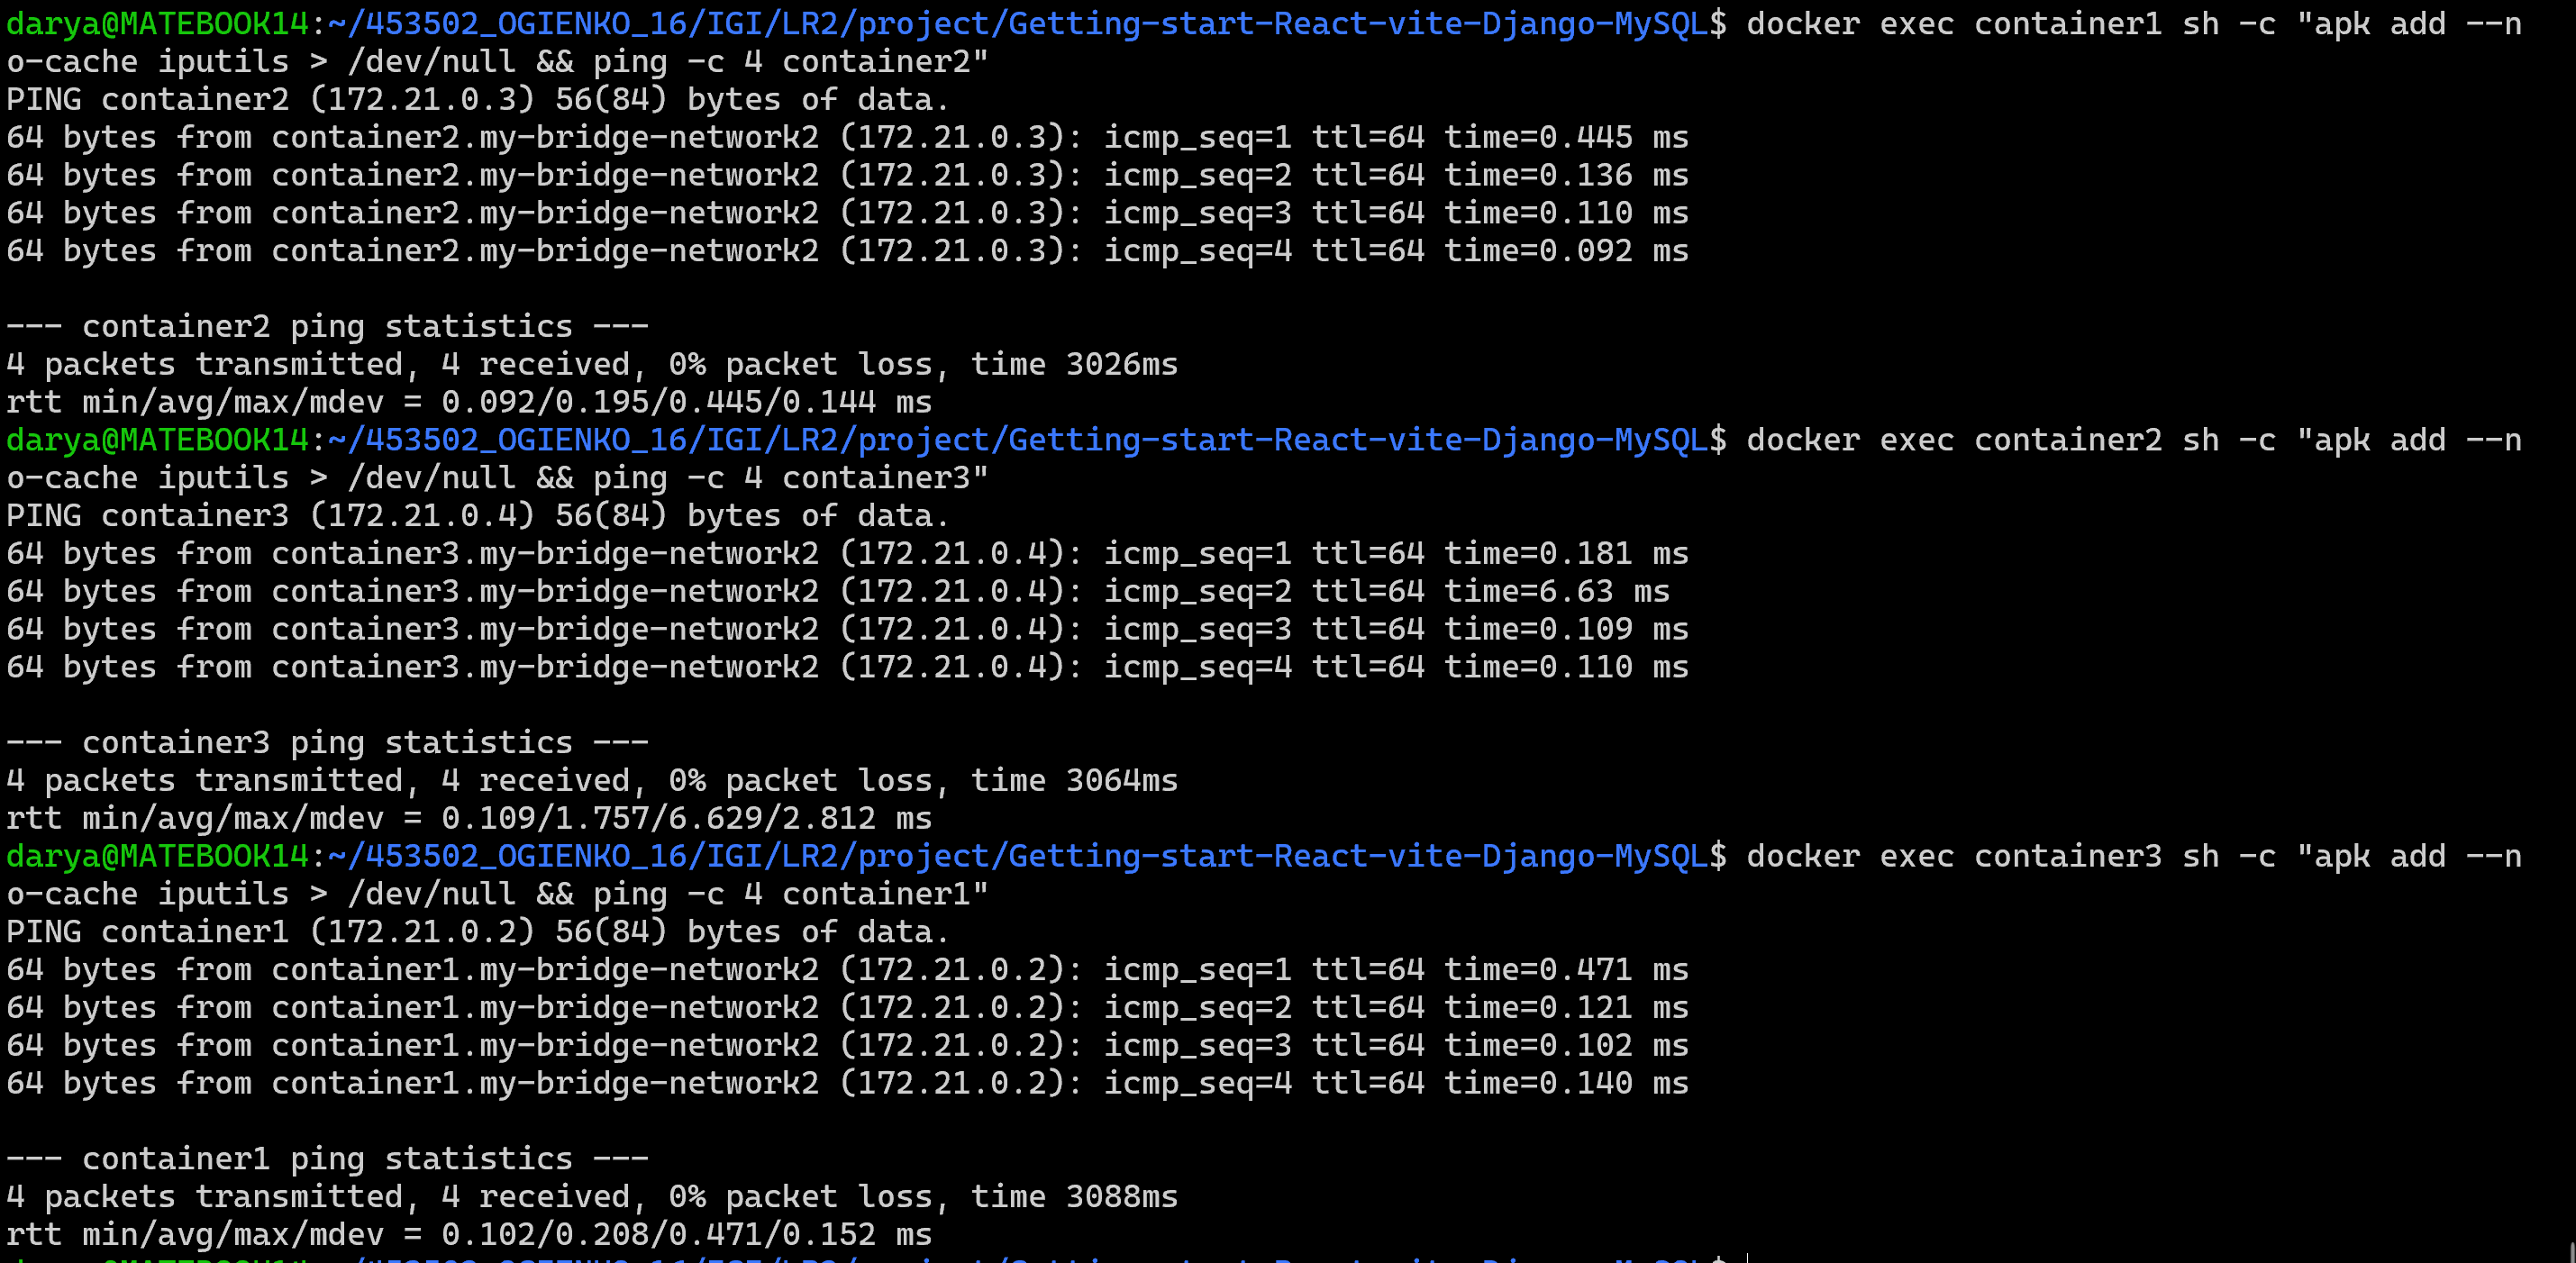 darya@MATEBOOK14:~/453502_OGIENKO_16/IGI/LR2/project/Getting-start-React-vite-Django-MySQL$ docker exec container1 sh -c "apk add --n
o-cache iputils > /dev/null && ping -c 4 container2"
PING container2 (172.21.0.3) 56(84) bytes of data.
64 bytes from container2.my-bridge-network2 (172.21.0.3): icmp_seq=1 ttl=64 time=0.445 ms
64 bytes from container2.my-bridge-network2 (172.21.0.3): icmp_seq=2 ttl=64 time=0.136 ms
64 bytes from container2.my-bridge-network2 (172.21.0.3): icmp_seq=3 ttl=64 time=0.110 ms
64 bytes from container2.my-bridge-network2 (172.21.0.3): icmp_seq=4 ttl=64 time=0.092 ms

--- container2 ping statistics ---
4 packets transmitted, 4 received, 0% packet loss, time 3026ms
rtt min/avg/max/mdev = 0.092/0.195/0.445/0.144 ms
darya@MATEBOOK14:~/453502_OGIENKO_16/IGI/LR2/project/Getting-start-React-vite-Django-MySQL$ docker exec container2 sh -c "apk add --n
o-cache iputils > /dev/null && ping -c 4 container3"
PING container3 (172.21.0.4) 56(84) bytes of data.
64 bytes from container3.my-bridge-network2 (172.21.0.4): icmp_seq=1 ttl=64 time=0.181 ms
64 bytes from container3.my-bridge-network2 (172.21.0.4): icmp_seq=2 ttl=64 time=6.63 ms
64 bytes from container3.my-bridge-network2 (172.21.0.4): icmp_seq=3 ttl=64 time=0.109 ms
64 bytes from container3.my-bridge-network2 (172.21.0.4): icmp_seq=4 ttl=64 time=0.110 ms

--- container3 ping statistics ---
4 packets transmitted, 4 received, 0% packet loss, time 3064ms
rtt min/avg/max/mdev = 0.109/1.757/6.629/2.812 ms
darya@MATEBOOK14:~/453502_OGIENKO_16/IGI/LR2/project/Getting-start-React-vite-Django-MySQL$ docker exec container3 sh -c "apk add --n
o-cache iputils > /dev/null && ping -c 4 container1"
PING container1 (172.21.0.2) 56(84) bytes of data.
64 bytes from container1.my-bridge-network2 (172.21.0.2): icmp_seq=1 ttl=64 time=0.471 ms
64 bytes from container1.my-bridge-network2 (172.21.0.2): icmp_seq=2 ttl=64 time=0.121 ms
64 bytes from container1.my-bridge-network2 (172.21.0.2): icmp_seq=3 ttl=64 time=0.102 ms
64 bytes from container1.my-bridge-network2 (172.21.0.2): icmp_seq=4 ttl=64 time=0.140 ms

--- container1 ping statistics ---
4 packets transmitted, 4 received, 0% packet loss, time 3088ms
rtt min/avg/max/mdev = 0.102/0.208/0.471/0.152 ms